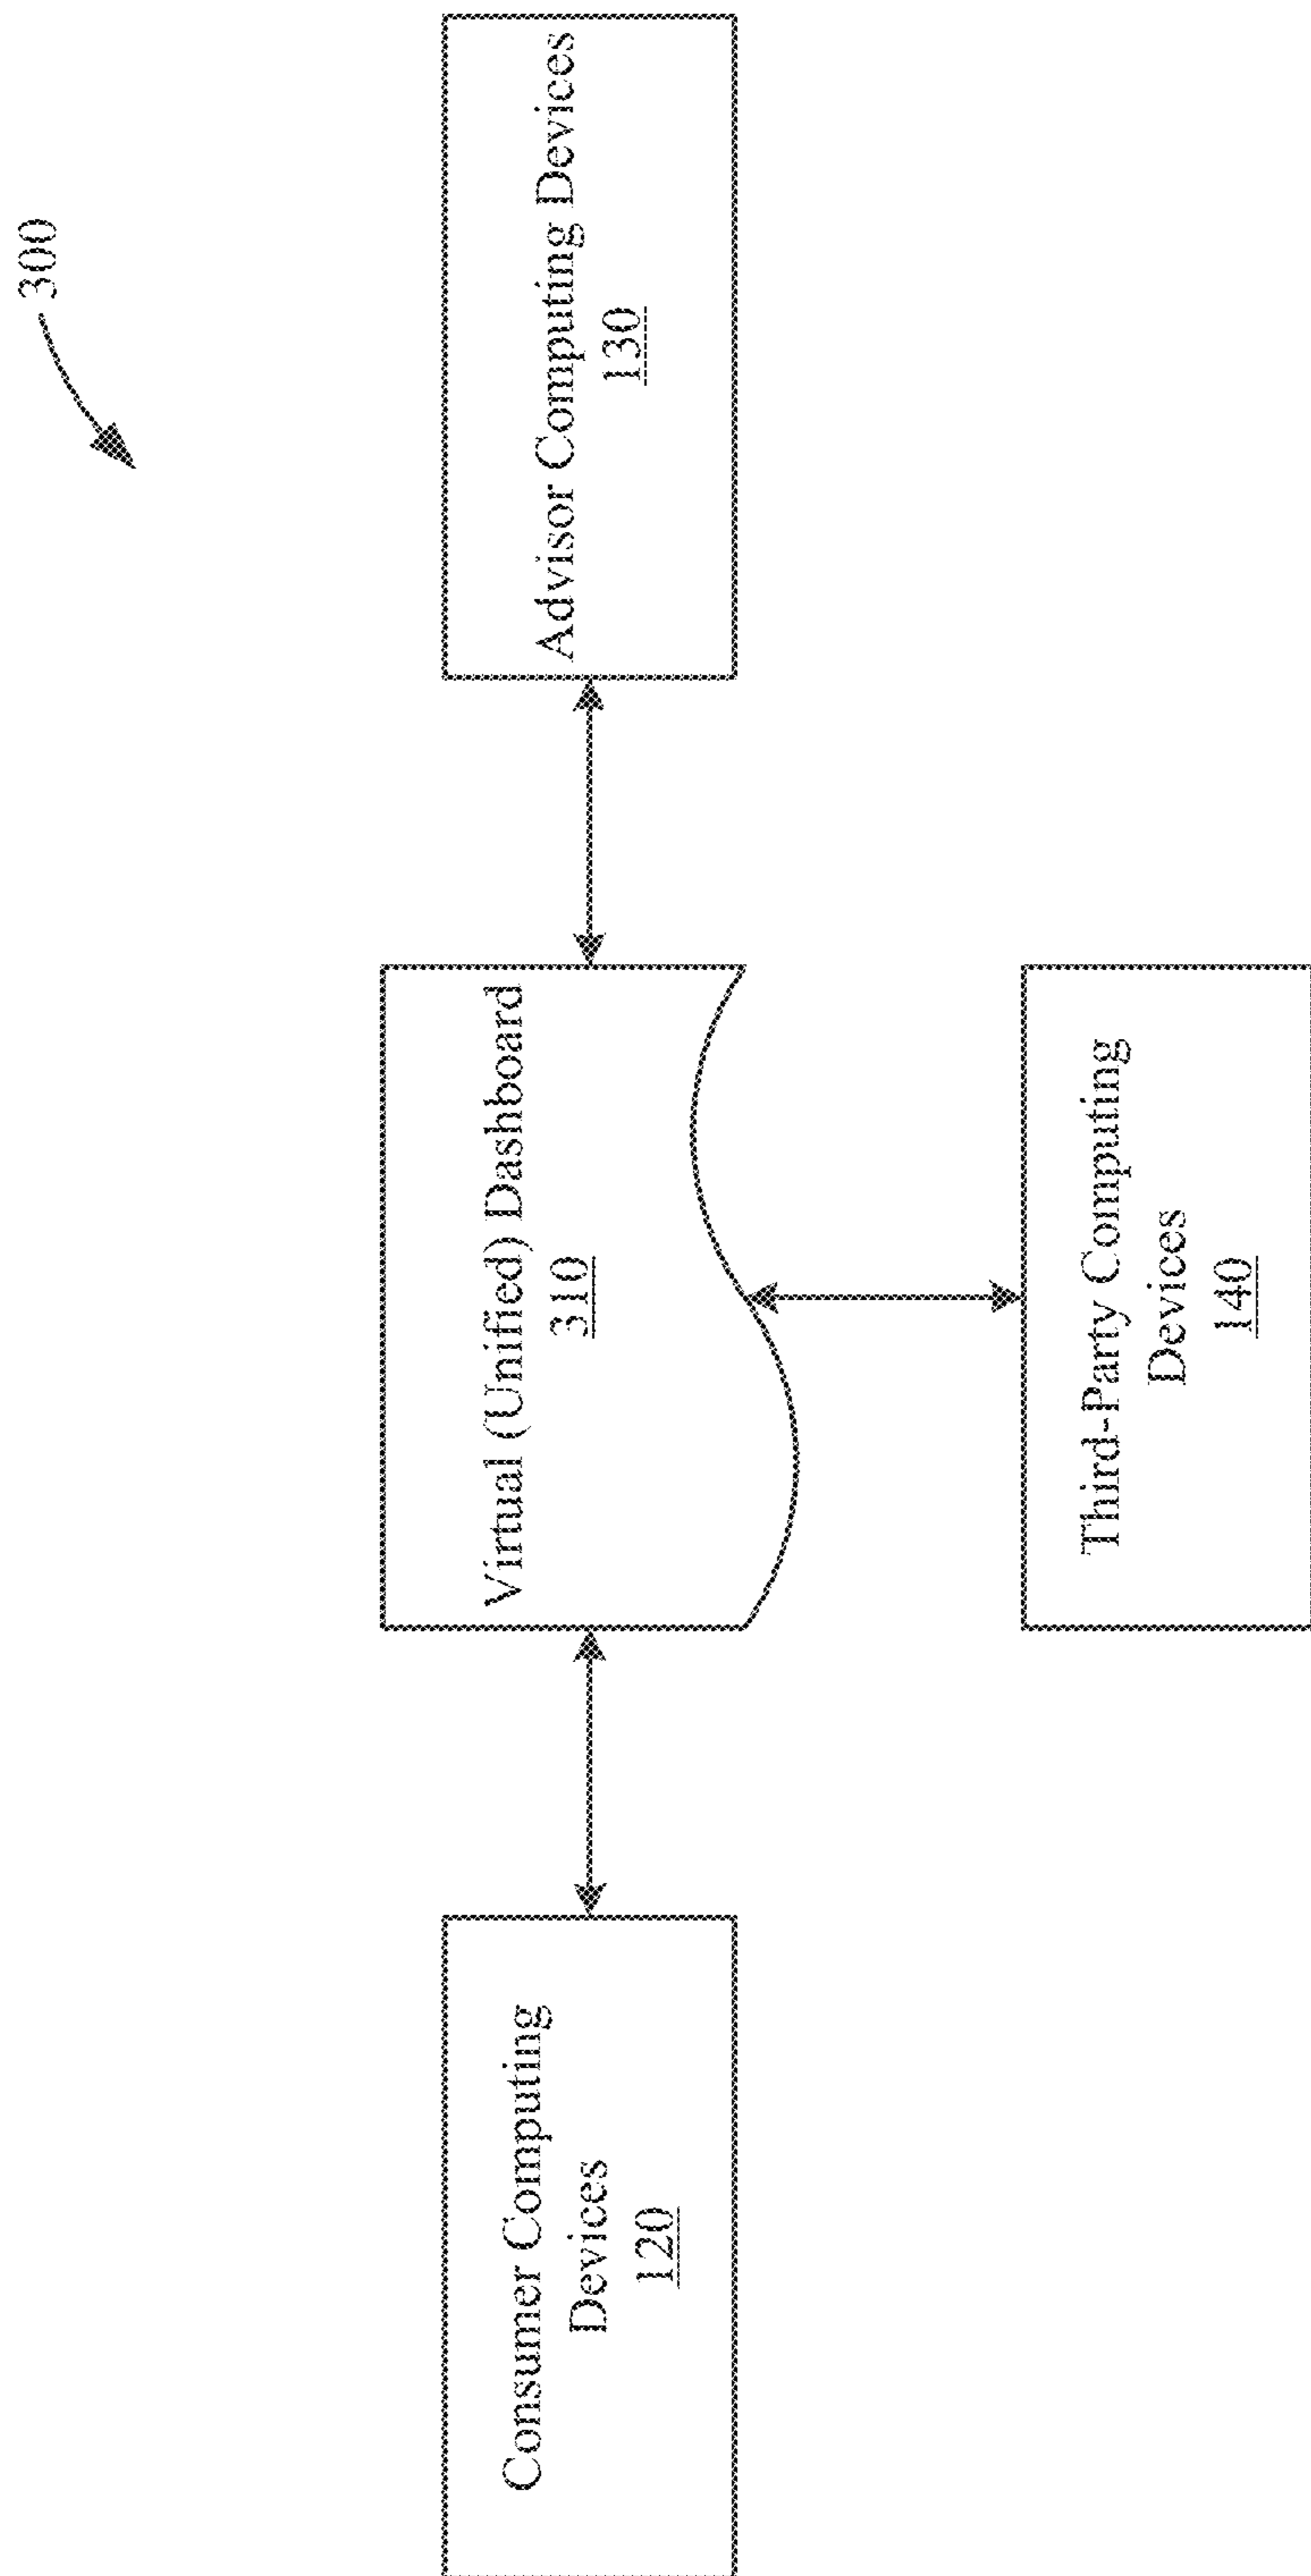 300
Consumer Computing
Devices
120
Virtual (Unified) Dashboard
310
Advisor Computing Devices
130
Third-Party Computing
Devices
140